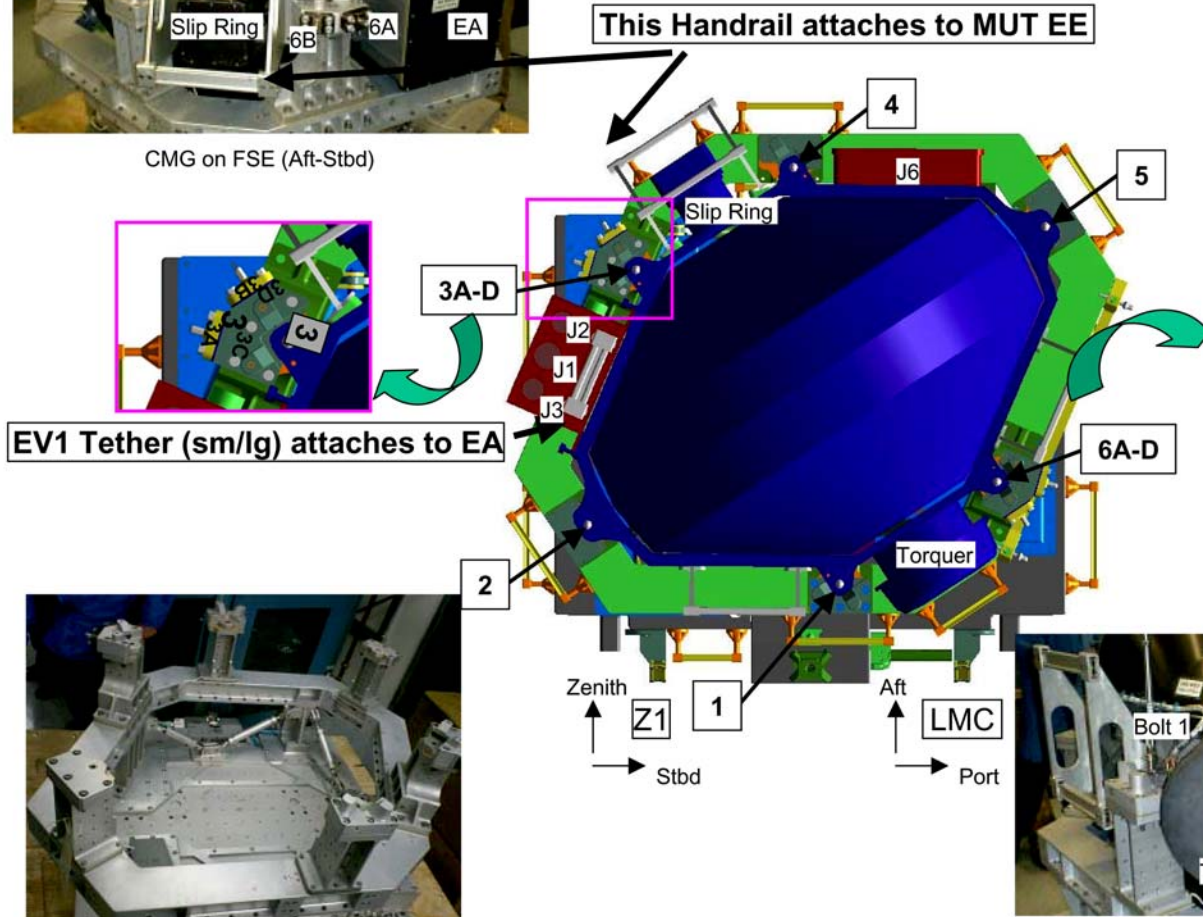 Slip Ring
6B
6A
EA
This Handrail attaches to MUT EE
CMG on FSE (Aft-Stbd)
4
J6
5
Slip Ring
3A-D
3B
3D
3A
3
3C
3
J2
J1
J3
EV1 Tether (sm/lg) attaches to EA
6A-D
2
Torquer
1
Zenith
Z1
Stbd
Aft
LMC
Port
Bolt 1